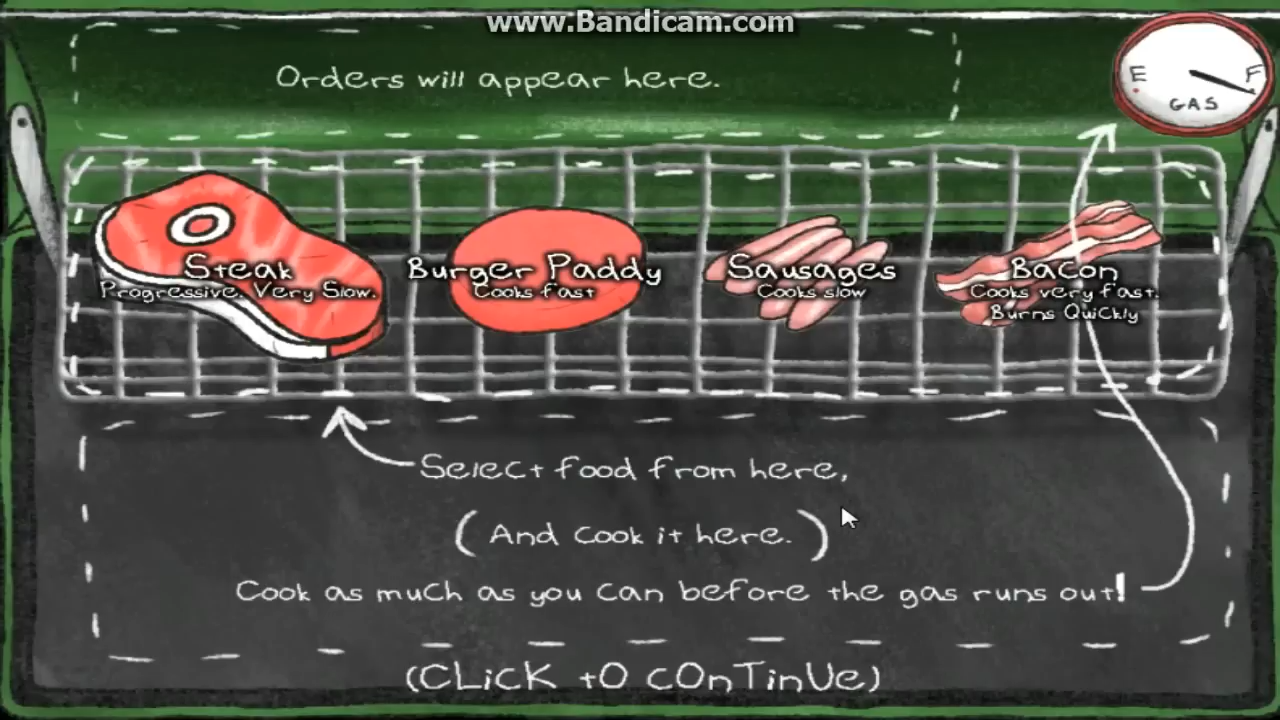 www.Bandicam.com
Orders will appear here.
E F
GAS
Steak
Progressive. Very Slow.
Burger Paddy
Cooks fast
Sausages
Cooks slow
Bacon
Cooks very fast.
Burns Quickly
Select food from here,
(And cook it here.)
Cook as much as you can before the gas runs out!
(CLiCK tO cOnTinUe)